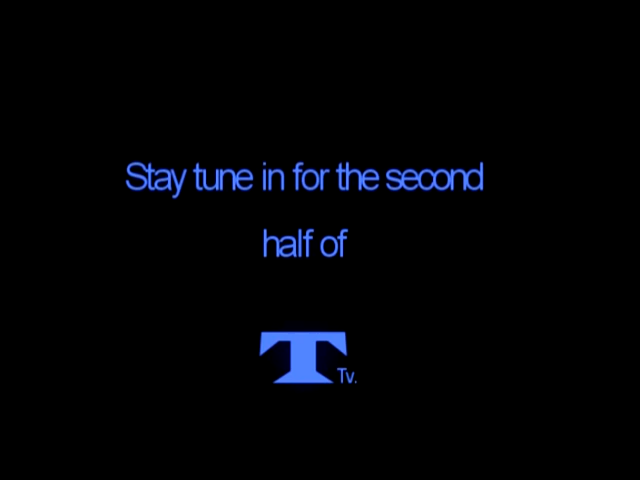 Stay tune in for the second
half of
T Tv.